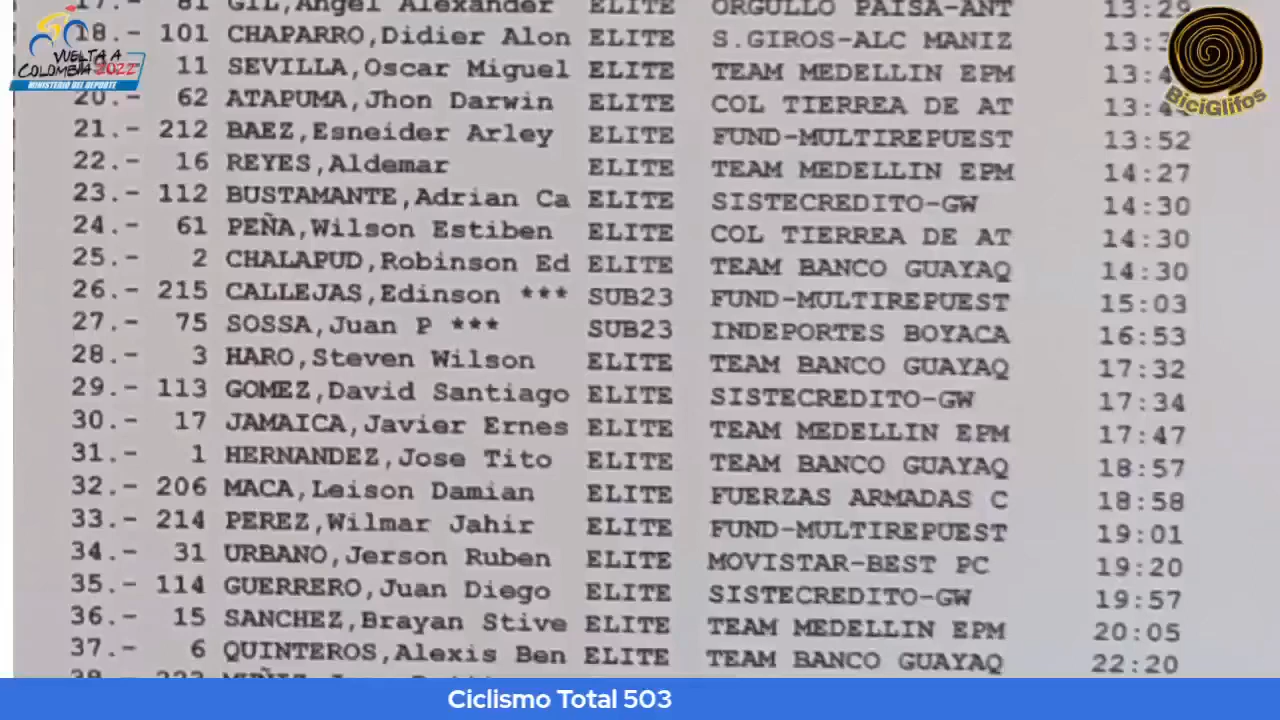 17.- 81 GIL,Angel Alexander ELITE ORGULLO PAISA-ANT 13:29
18.- 101 CHAPARRO,Didier Alon ELITE S.GIROS-ALC MANIZ
11 SEVILLA,Oscar Miguel ELITE TEAM MEDELLIN EPM
20.- 62 ATAPUMA,Jhon Darwin ELITE COL TIERREA DE AT
21.- 212 BAEZ,Esneider Arley ELITE FUND-MULTIREPUEST 13:52
22.- 16 REYES,Aldemar ELITE TEAM MEDELLIN EPM 14:27
23.- 112 BUSTAMANTE,Adrian Ca ELITE SISTECREDITO-GW 14:30
24.- 61 PEÑA,Wilson Estiben ELITE COL TIERREA DE AT 14:30
25.- 2 CHALAPUD,Robinson Ed ELITE TEAM BANCO GUAYAQ 14:30
26.- 215 CALLEJAS,Edinson *** SUB23 FUND-MULTIREPUEST 15:03
27.- 75 SOSSA,Juan P *** SUB23 INDEPORTES BOYACA 16:53
28.- 3 HARO,Steven Wilson ELITE TEAM BANCO GUAYAQ 17:32
29.- 113 GOMEZ,David Santiago ELITE SISTECREDITO-GW 17:34
30.- 17 JAMAICA,Javier Ernes ELITE TEAM MEDELLIN EPM 17:47
31.- 1 HERNANDEZ,Jose Tito ELITE TEAM BANCO GUAYAQ 18:57
32.- 206 MACA,Leison Damian ELITE FUERZAS ARMADAS C 18:58
33.- 214 PEREZ,Wilmar Jahir ELITE FUND-MULTIREPUEST 19:01
34.- 31 URBANO,Jerson Ruben ELITE MOVISTAR-BEST PC 19:20
35.- 114 GUERRERO,Juan Diego ELITE SISTECREDITO-GW 19:57
36.- 15 SANCHEZ,Brayan Stive ELITE TEAM MEDELLIN EPM 20:05
37.- 6 QUINTEROS,Alexis Ben ELITE TEAM BANCO GUAYAQ 22:20
VUELTA A
COLOMBIA 2022
MINISTERIO DEL DEPORTE
BiciGlifos
Ciclismo Total 503